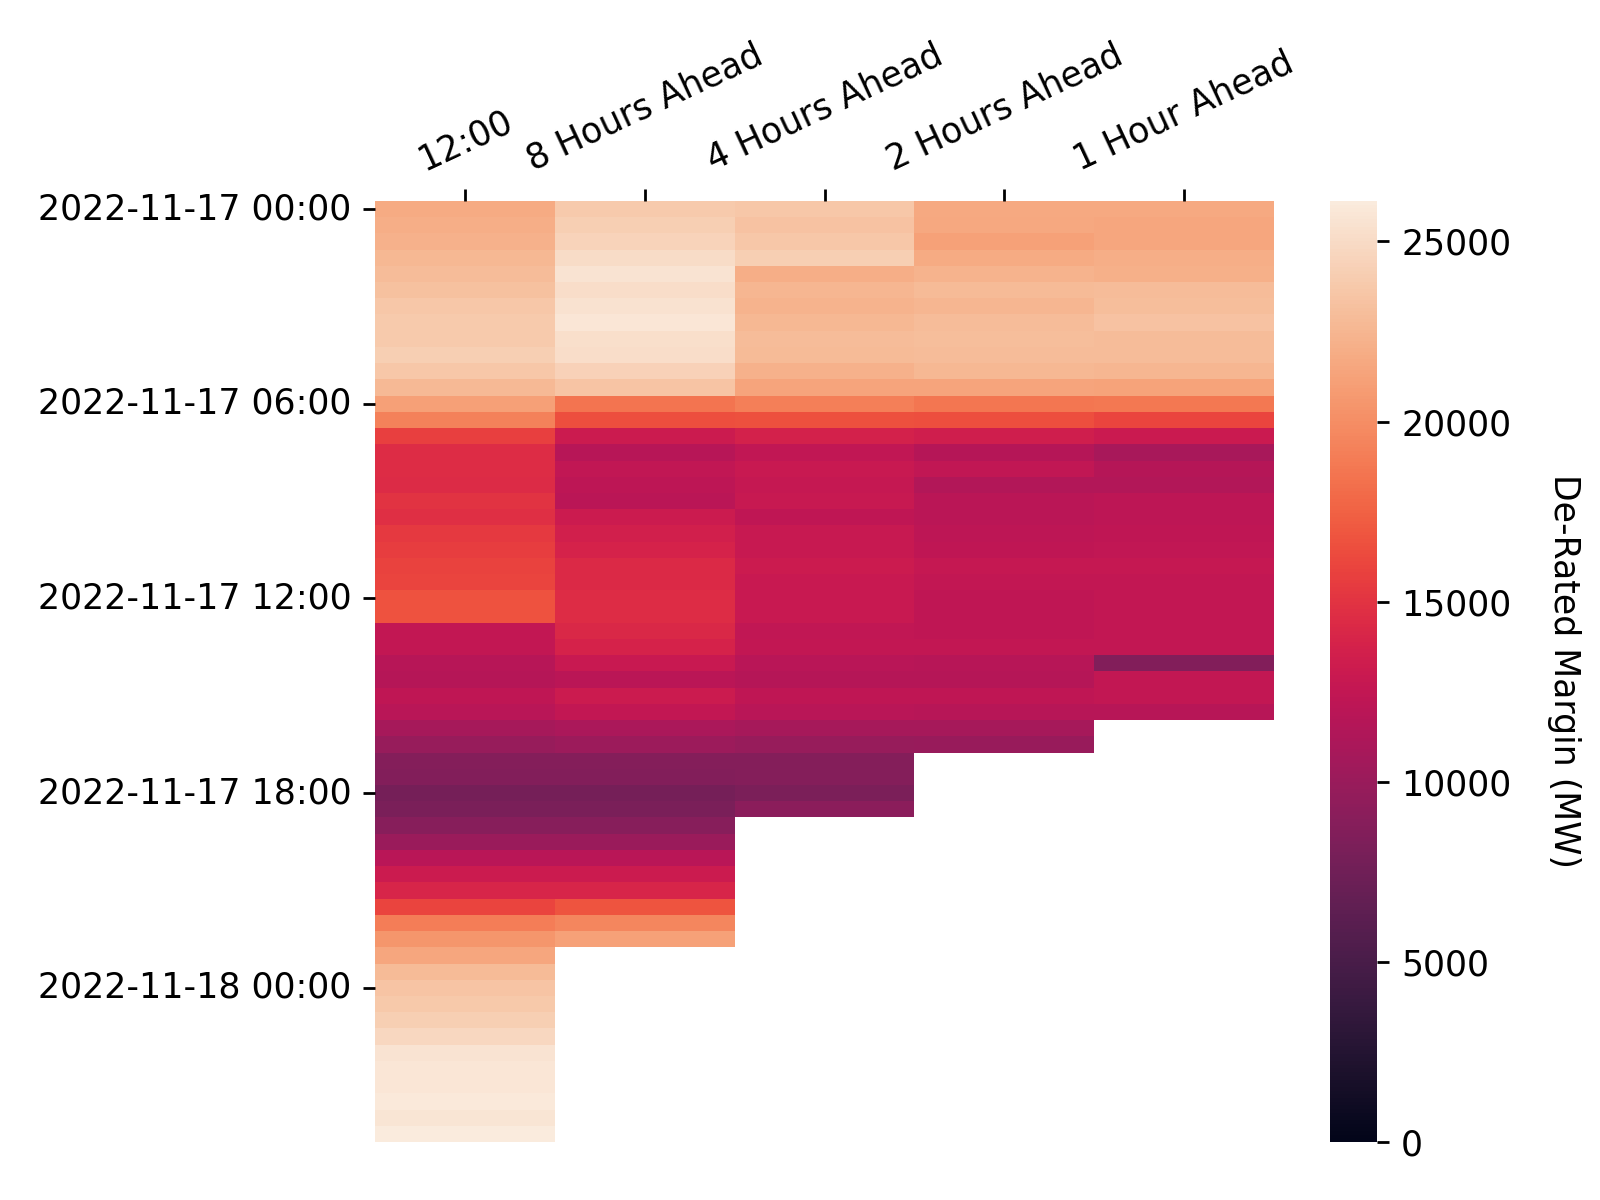 12:00
8 Hours Ahead
4 Hours Ahead
2 Hours Ahead
1 Hour Ahead
2022-11-17 00:00
2022-11-17 06:00
2022-11-17 12:00
2022-11-17 18:00
2022-11-18 00:00
25000
20000
15000
10000
5000
0
De-Rated Margin (MW)